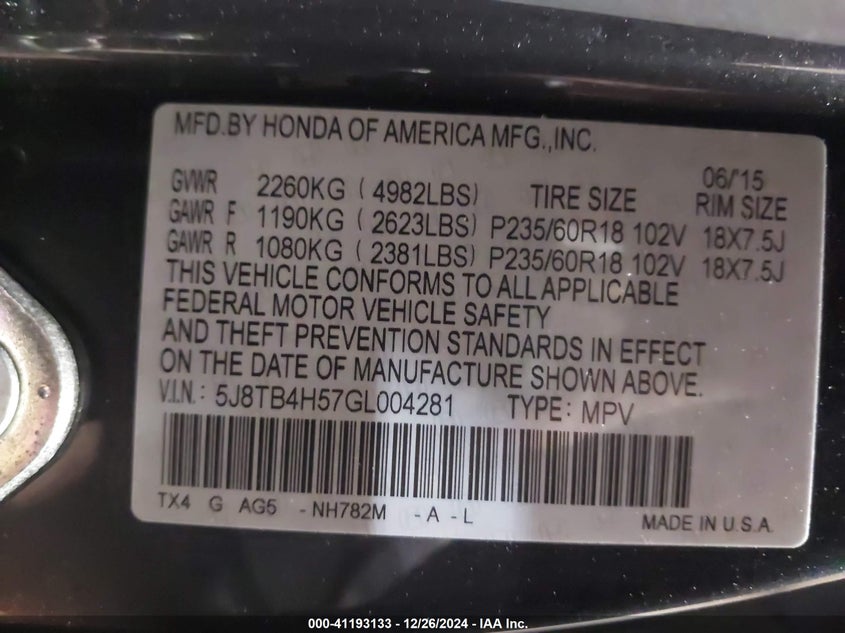 MFD.BY HONDA OF AMERICA MFG.,INC.
06/'15
GVWR 2260KG ( 4982LBS) TIRE SIZE RIM SIZE
GAWR F 1190KG ( 2623LBS) P235/60R18 102V 18X7.5J
GAWR R 1080KG ( 2381LBS) P235/60R18 102V 18X7.5J
THIS VEHICLE CONFORMS TO ALL APPLICABLE
FEDERAL MOTOR VEHICLE SAFETY
AND THEFT PREVENTION STANDARDS IN EFFECT
ON THE DATE OF MANUFACTURE SHOWN ABOVE.
V.I.N.: 5J8TB4H57GL004281 TYPE: MPV
TX4 G AG5 -NH782M -A -L
MADE IN U.S.A.
000-41193133 - 12/26/2024 - IAA Inc.